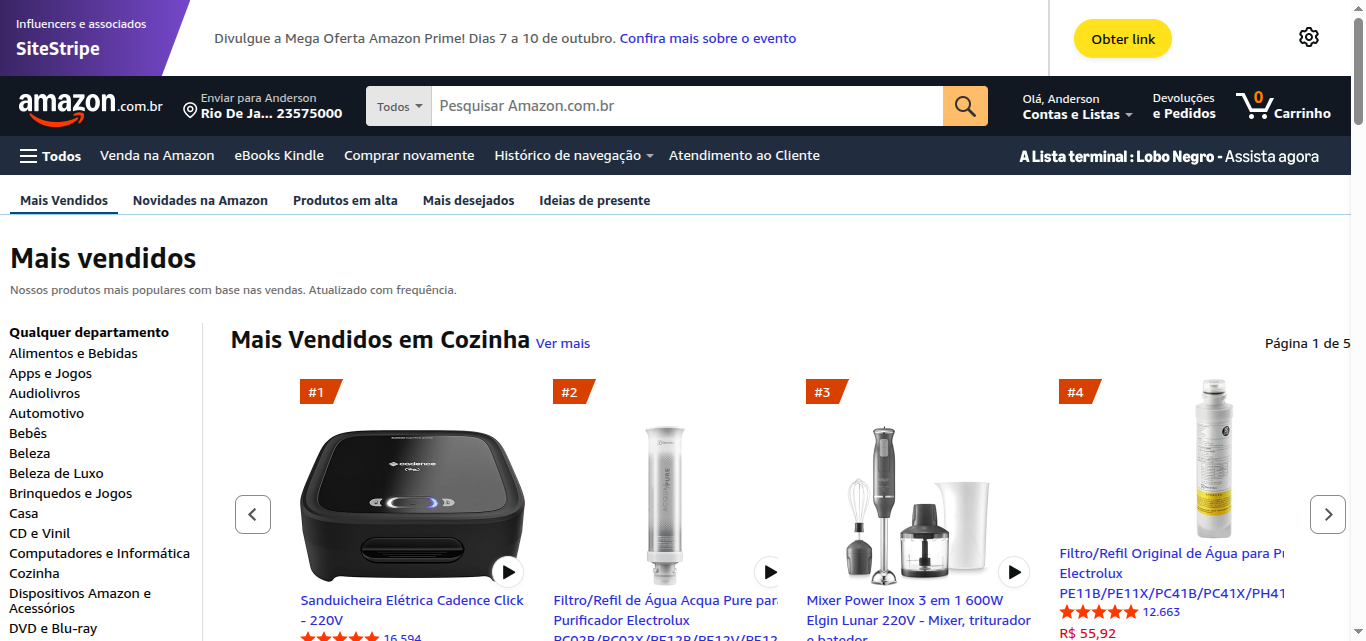 Influencers e associados
SiteStripe
Divulgue a Mega Oferta Amazon Prime! Dias 7 a 10 de outubro. Confira mais sobre o evento
Obter link
amazon.com.br
Enviar para Anderson
Rio De Ja... 23575000
Todos
Pesquisar Amazon.com.br
Olá, Anderson
Contas e Listas
Devoluções
e Pedidos
0
Carrinho
Todos
Venda na Amazon
eBooks Kindle
Comprar novamente
Histórico de navegação
Atendimento ao Cliente
A Lista terminal : Lobo Negro - Assista agora
Mais Vendidos
Novidades na Amazon
Produtos em alta
Mais desejados
Ideias de presente
Mais vendidos
Nossos produtos mais populares com base nas vendas. Atualizado com frequência.
Qualquer departamento
Alimentos e Bebidas
Apps e Jogos
Audiolivros
Automotivo
Bebês
Beleza
Beleza de Luxo
Brinquedos e Jogos
Casa
CD e Vinil
Computadores e Informática
Cozinha
Dispositivos Amazon e
Acessórios
DVD e Blu-ray
Mais Vendidos em Cozinha Ver mais
Página 1 de 5
#1
cadence
Sanduicheira Elétrica Cadence Click
- 220V
16.594
#2
ACQUAPURE
Filtro/Refil de Água Acqua Pure para
Purificador Electrolux
PC02B/PC02X/PE12B/PE12V/PE12
#3
Mixer Power Inox 3 em 1 600W
Elgin Lunar 220V - Mixer, triturador
e batedor
#4
Filtro/Refil Original de Água para Pu
Electrolux
PE11B/PE11X/PC41B/PC41X/PH41
12.663
R$ 55,92